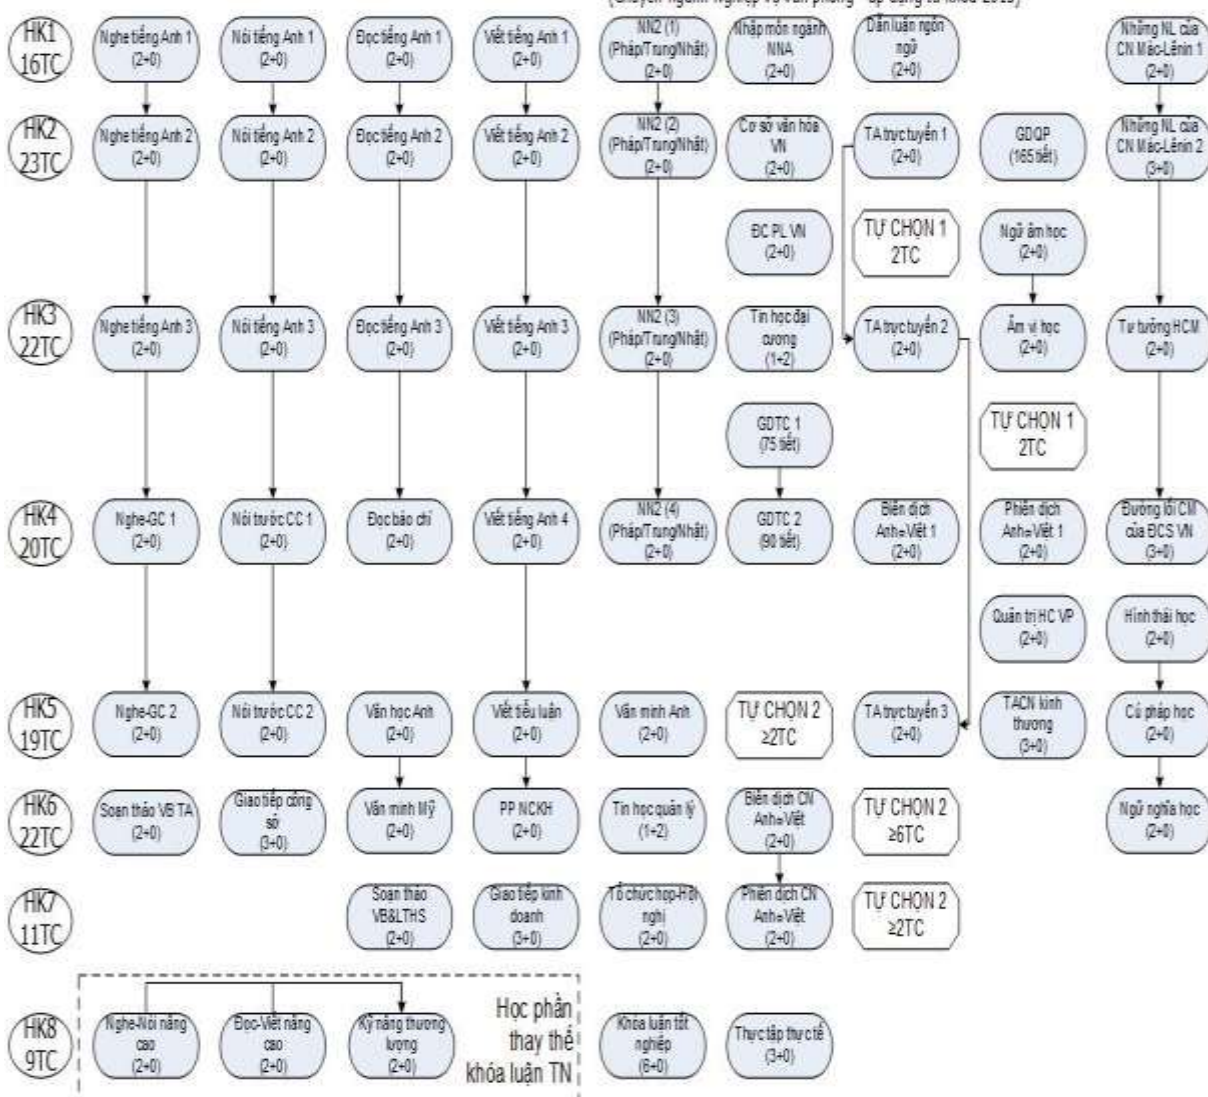 (Chuyên ngành Nghiệp vụ văn phòng - áp dụng từ khóa 2013)
HK1
16TC
Nghe tiếng Anh 1
(2+0)
Nói tiếng Anh 1
(2+0)
Đọc tiếng Anh 1
(2+0)
Viết tiếng Anh 1
(2+0)
NN2 (1)
(Pháp/Trung/Nhật)
(2+0)
Nhập môn ngành
NNA
(2+0)
Dẫn luận ngôn
ngữ
(2+0)
Những NL của
CN Mác-Lênin 1
(2+0)
HK2
23TC
Nghe tiếng Anh 2
(2+0)
Nói tiếng Anh 2
(2+0)
Đọc tiếng Anh 2
(2+0)
Viết tiếng Anh 2
(2+0)
NN2 (2)
(Pháp/Trung/Nhật)
(2+0)
Cơ sở văn hóa
VN
(2+0)
TA trực tuyến 1
(2+0)
GDQP
(165 tiết)
Những NL của
CN Mác-Lênin 2
(3+0)
ĐC PL VN
(2+0)
TỰ CHỌN 1
2TC
Ngữ âm học
(2+0)
HK3
22TC
Nghe tiếng Anh 3
(2+0)
Nói tiếng Anh 3
(2+0)
Đọc tiếng Anh 3
(2+0)
Viết tiếng Anh 3
(2+0)
NN2 (3)
(Pháp/Trung/Nhật)
(2+0)
Tin học đại
cương
(1+2)
TA trực tuyến 2
(2+0)
Âm vị học
(2+0)
Tư tưởng HCM
(2+0)
GDTC 1
(75 tiết)
TỰ CHỌN 1
2TC
HK4
20TC
Nghe-GC 1
(2+0)
Nói trước CC 1
(2+0)
Đọc báo chí
(2+0)
Viết tiếng Anh 4
(2+0)
NN2 (4)
(Pháp/Trung/Nhật)
(2+0)
GDTC 2
(90 tiết)
Biên dịch
Anh⇔Việt 1
(2+0)
Phiên dịch
Anh⇔Việt 1
(2+0)
Đường lối CM
của ĐCS VN
(3+0)
Quản trị HC VP
(2+0)
Hình thái học
(2+0)
HK5
19TC
Nghe-GC 2
(2+0)
Nói trước CC 2
(2+0)
Văn học Anh
(2+0)
Viết tiểu luận
(2+0)
Văn minh Anh
(2+0)
TỰ CHỌN 2
≥2TC
TA trực tuyến 3
(2+0)
TACN kinh
thương
(3+0)
Cú pháp học
(2+0)
HK6
22TC
Soạn thảo VB TA
(2+0)
Giao tiếp công
sở
(3+0)
Văn minh Mỹ
(2+0)
PP NCKH
(2+0)
Tin học quản lý
(1+2)
Biên dịch CN
Anh⇔Việt
(2+0)
TỰ CHỌN 2
≥6TC
Ngữ nghĩa học
(2+0)
HK7
11TC
Soạn thảo
VB&LTHS
(2+0)
Giao tiếp kinh
doanh
(3+0)
Tổ chức họp-Hội
nghị
(2+0)
Phiên dịch CN
Anh⇔Việt
(2+0)
TỰ CHỌN 2
≥2TC
HK8
9TC
Nghe-Nói nâng
cao
(2+0)
Đọc-Viết nâng
cao
(2+0)
Kỹ năng thương
lượng
(2+0)
Học phần
thay thế
khóa luận TN
Khóa luận tốt
nghiệp
(6+0)
Thực tập thực tế
(3+0)